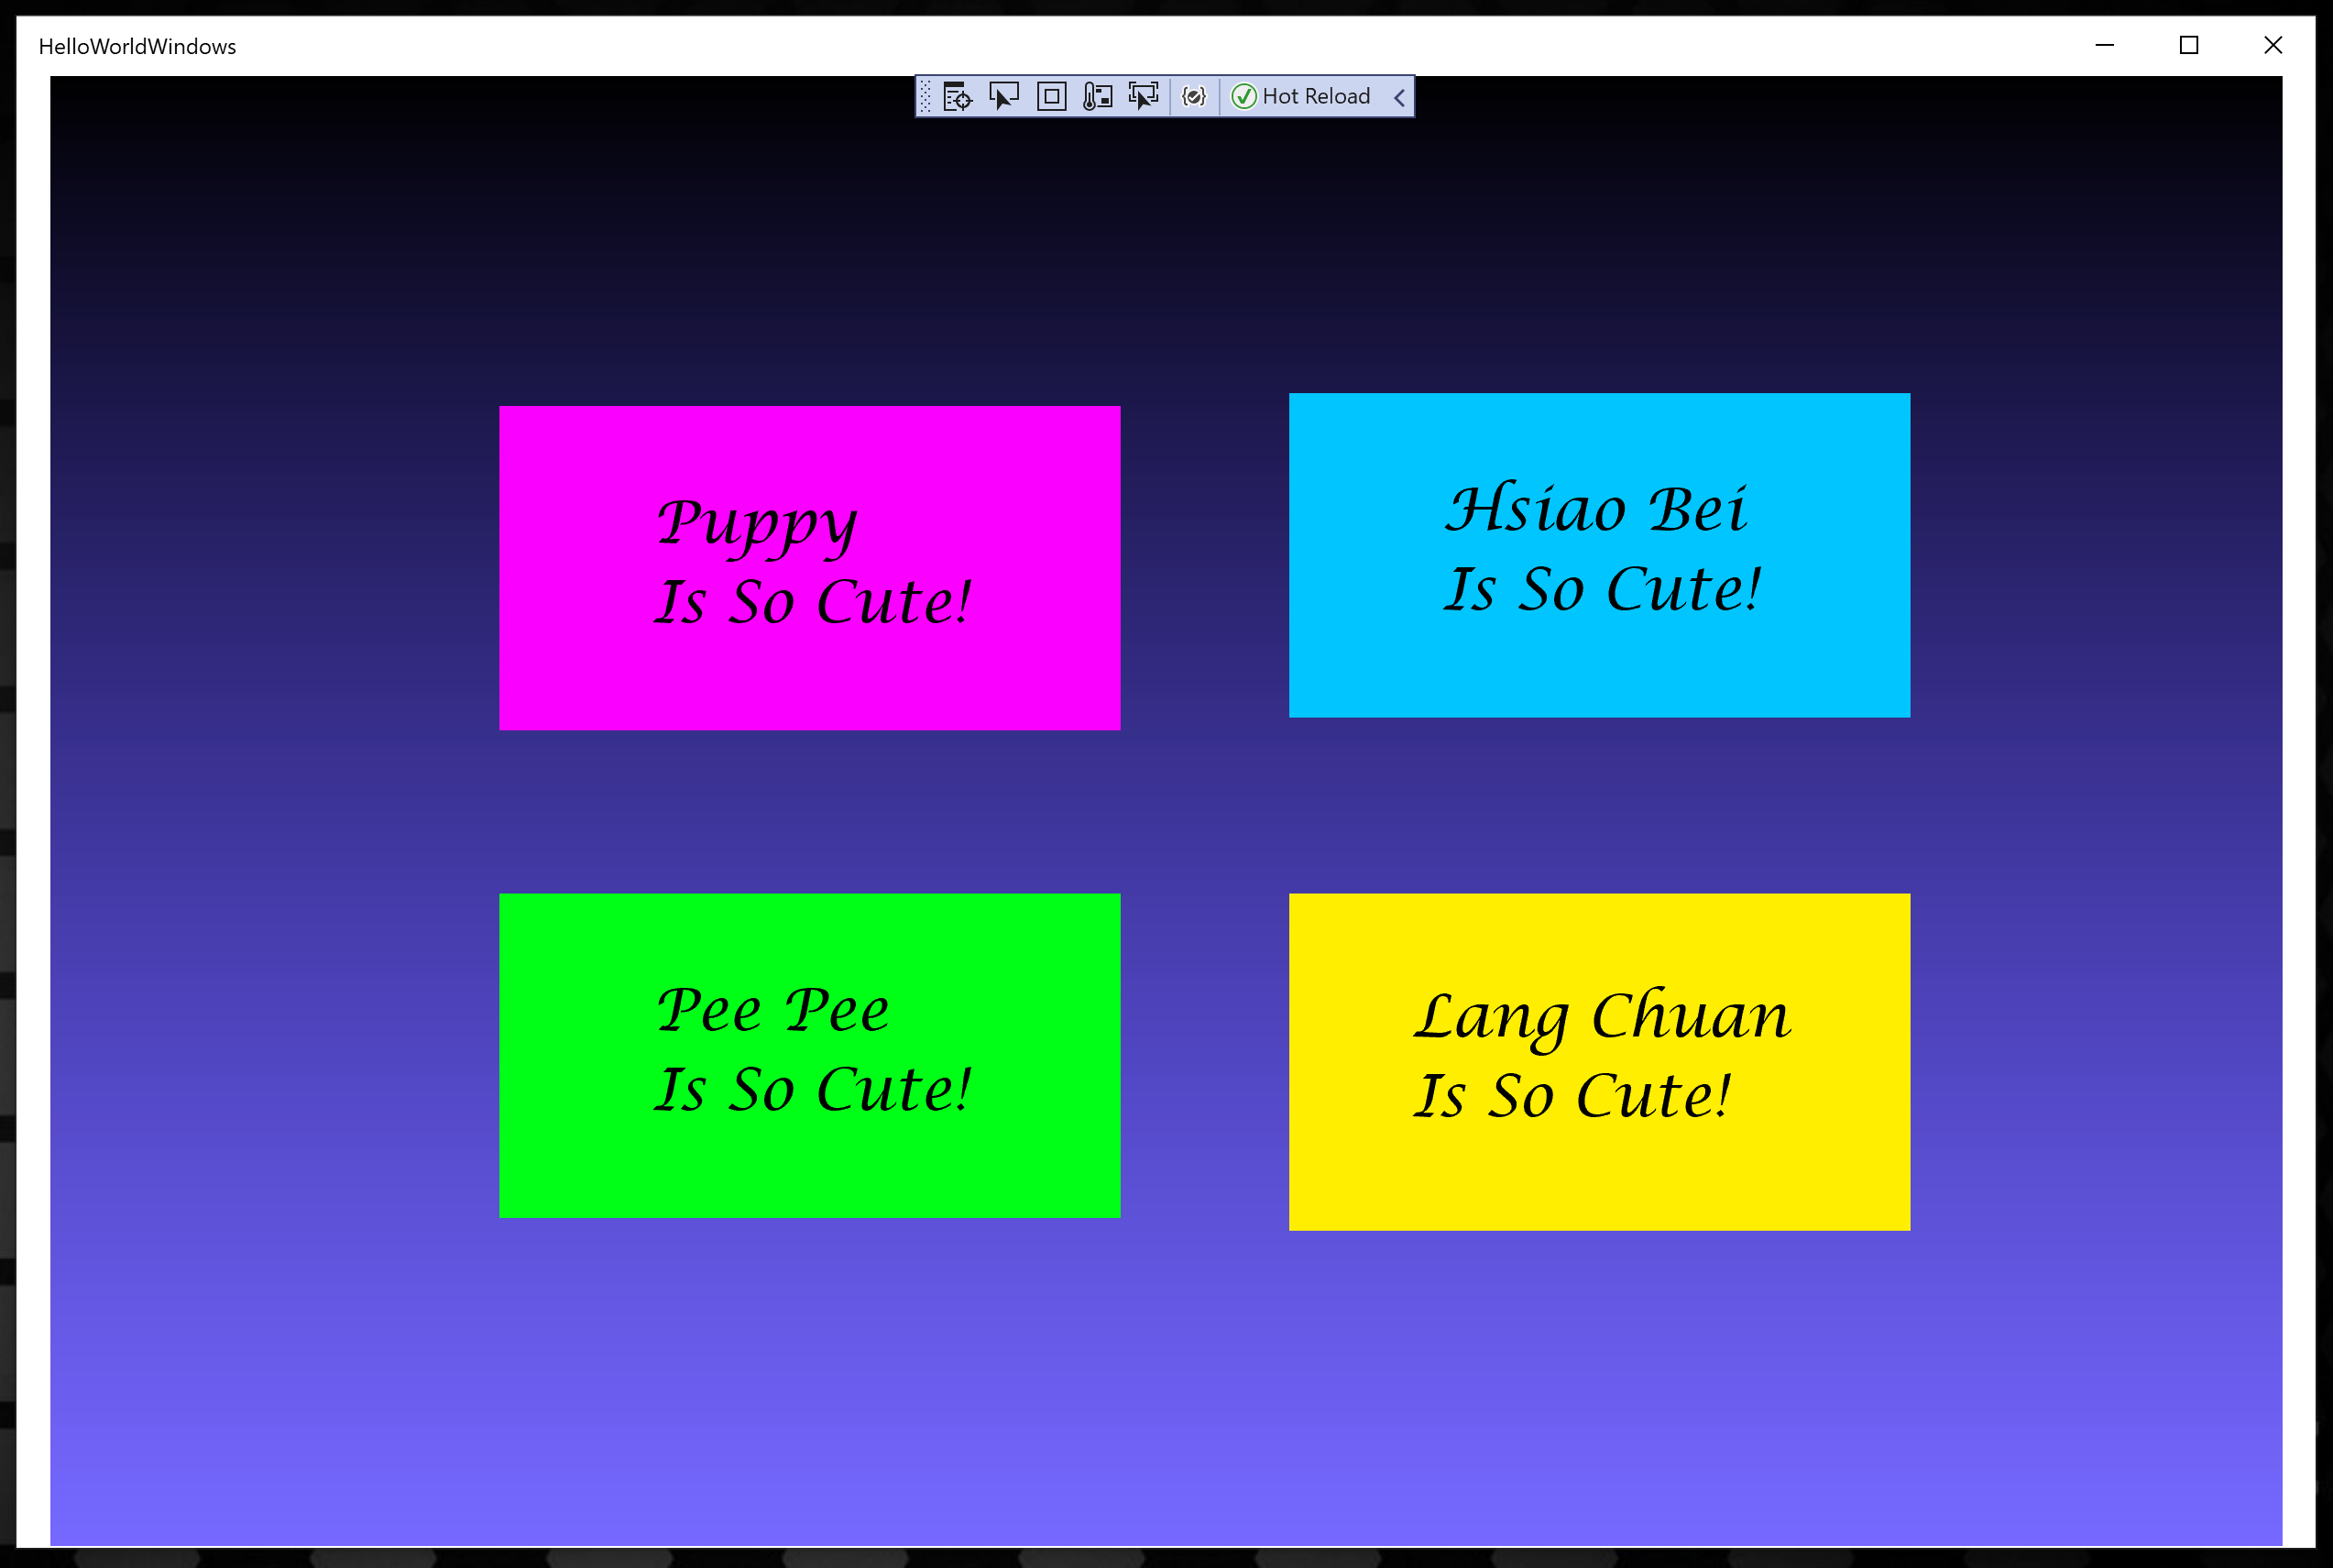 HelloWorldWindows
Hot Reload
Puppy
Is So Cute!
Hsiao Bei
Is So Cute!
Pee Pee
Is So Cute!
Lang Chuan
Is So Cute!